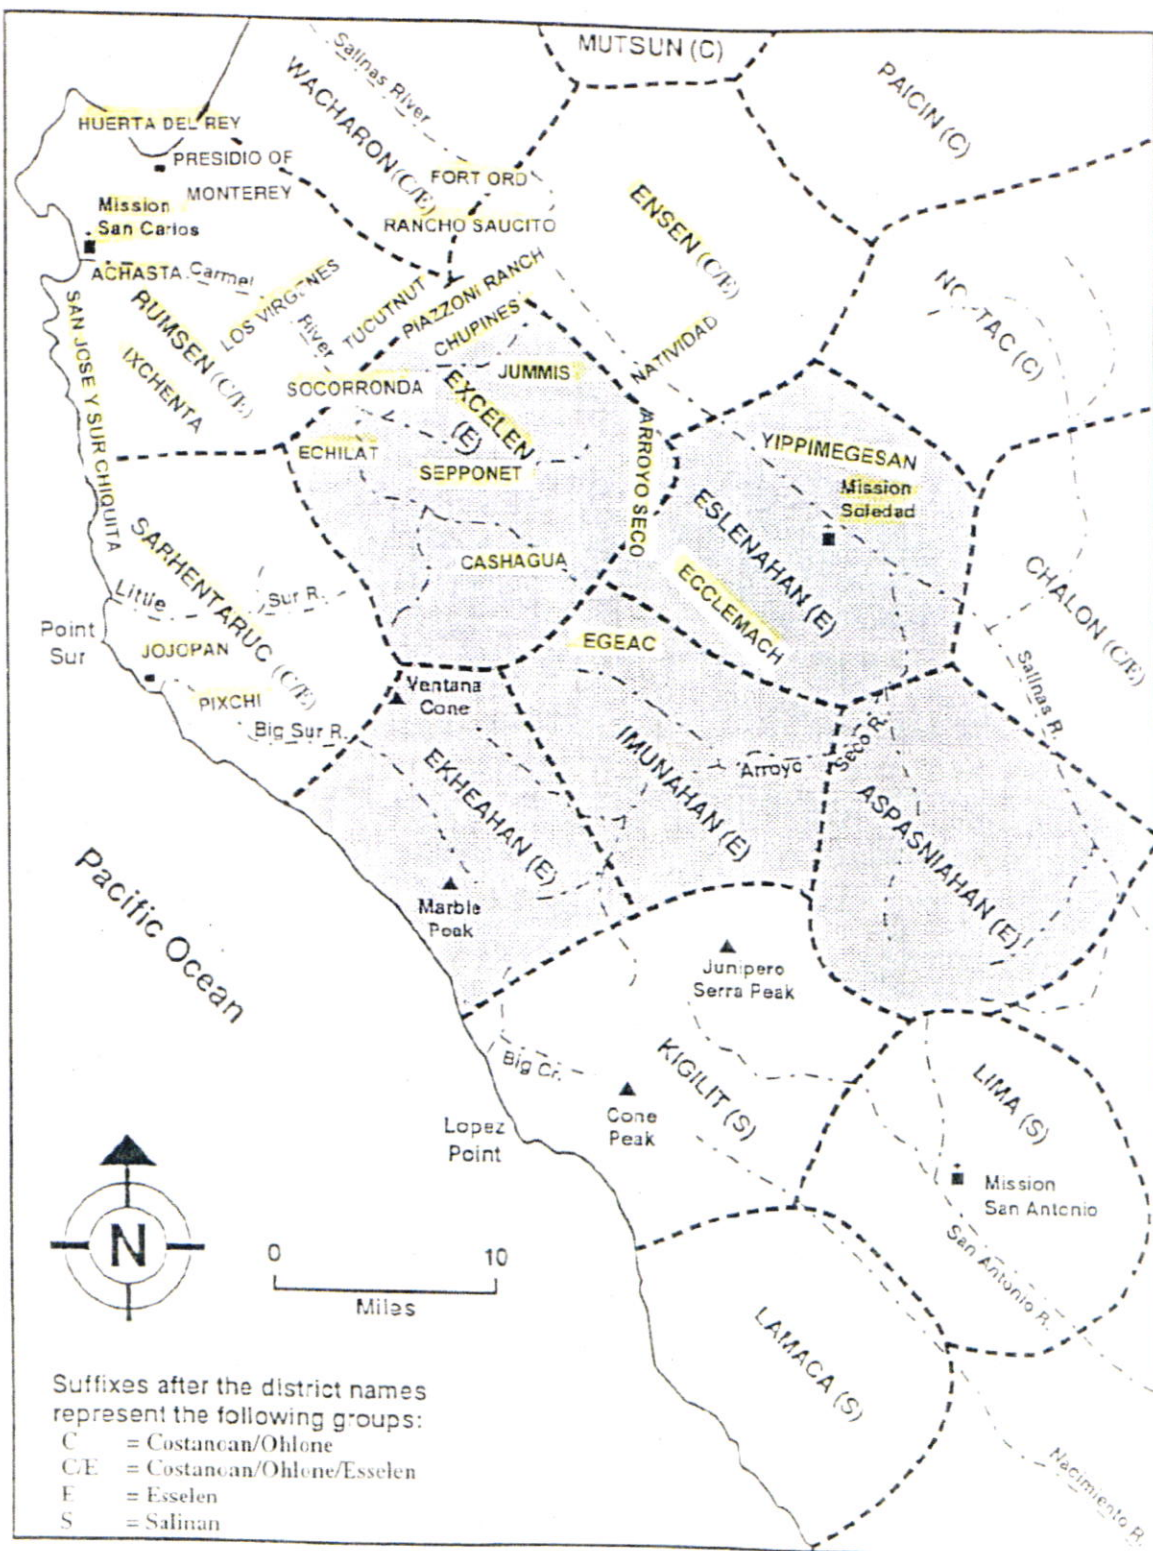 MUTSUN (C)
Salinas River
WACHARON (C/E)
PAICIN (C)
HUERTA DEL REY
PRESIDIO OF
MONTEREY
FORT ORD
ENSEN (C/E)
Mission
San Carlos
RANCHO SAUCITO
ACHASTA
Carmel
River
LOS VIRGENES
TUCUTNUT
PIAZZONI RANCH
CHUPINES
NATIVIDAD
SAN JOSE Y SUR CHIQUITA
RUMSEN (C/E)
IXCHENTA
SOCORRONDA
EXCELEN
(E)
JUMMIS
ARROYO SECO
YIPPIMEGESAN
ECHILAT
SEPPONET
Mission
Soledad
ESLENAHAN (E)
CHALON (C/E)
SARHENTARUC (C/E)
CASHAGUA
ECCLEMACH
Little
Sur R.
Point
Sur
JOJOPAN
EGEAC
Salinas R.
PIXCHI
Ventana
Cone
Big Sur R.
EKHEAHAN (E)
IMUNAHAN (E)
Arroyo
Seco R.
ASPASNIAHAN (E)
Pacific Ocean
Marble
Peak
Junipero
Serra Peak
Big Cr.
KIGILIT (S)
LIMA (S)
Lopez
Point
Cone
Peak
Mission
San Antonio
San Antonio R.
N
0 10
Miles
LAMACA (S)
Nacimiento R.
Suffixes after the district names
represent the following groups:
C = Costanoan/Ohlone
C/E = Costanoan/Ohlone/Esselen
E = Esselen
S = Salinan